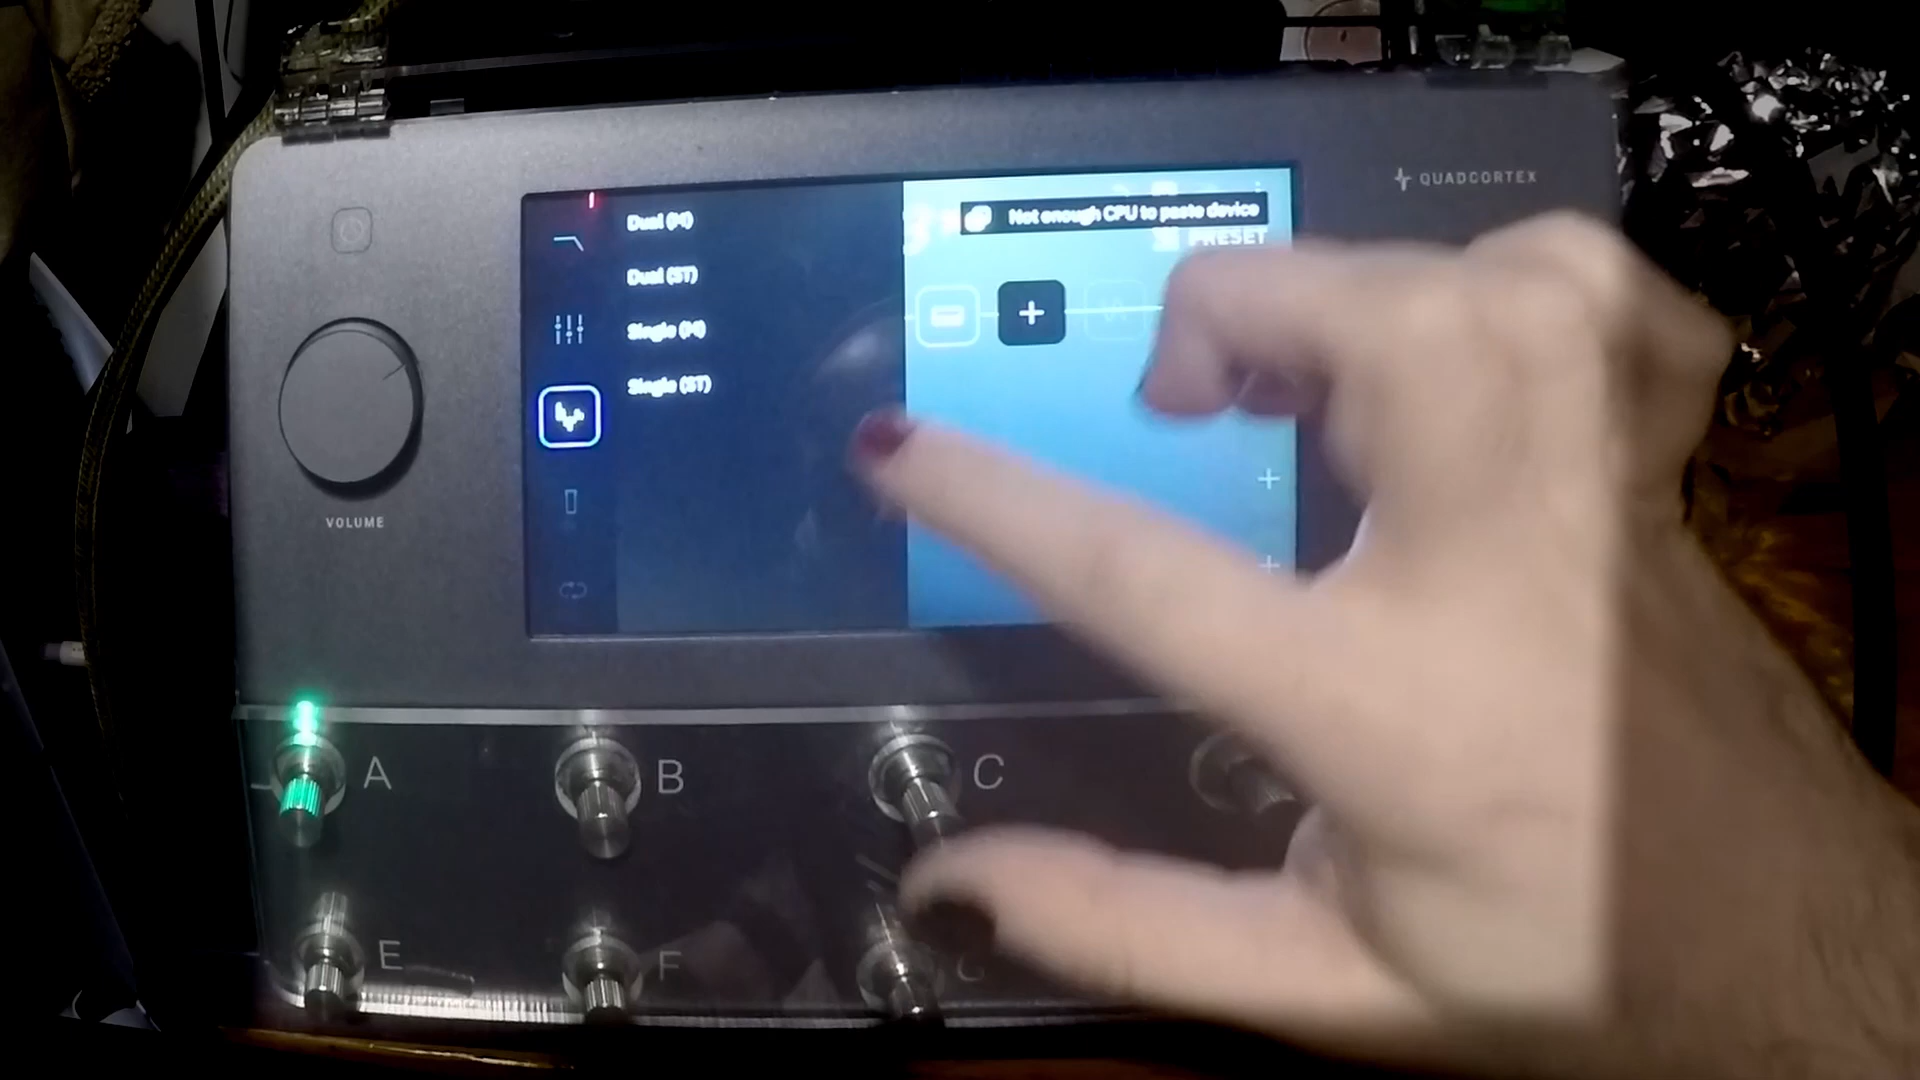 QUADCORTEX
Not enough CPU to paste device
PRESET
Dual (M)
Dual (ST)
Single (M)
Single (ST)
VOLUME
A
B
C
E
F
G